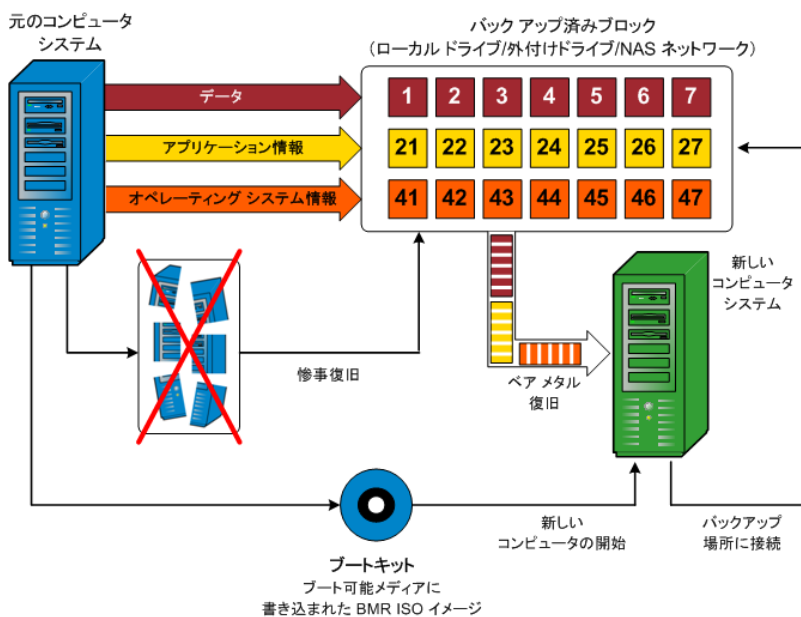 元のコンピュータ
システム
バック アップ済みブロック
（ローカル ドライブ/外付けドライブ/NAS ネットワーク）
データ
1 2 3 4 5 6 7
アプリケーション情報
21 22 23 24 25 26 27
オペレーティング システム情報
41 42 43 44 45 46 47
新しい
コンピュータ
システム
惨事復旧
ベア メタル
復旧
新しい
コンピュータの開始
バックアップ
場所に接続
ブートキット
ブート可能メディアに
書き込まれた BMR ISO イメージ